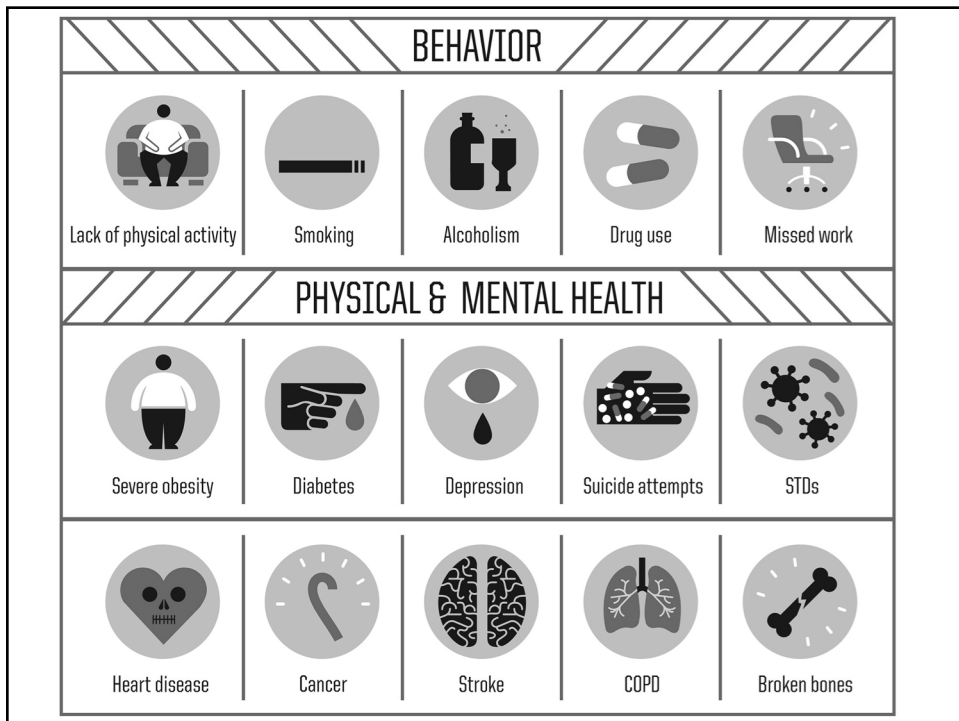 BEHAVIOR
Lack of physical activity
Smoking
Alcoholism
Drug use
Missed work
PHYSICAL & MENTAL HEALTH
Severe obesity
Diabetes
Depression
Suicide attempts
STDs
Heart disease
Cancer
Stroke
COPD
Broken bones